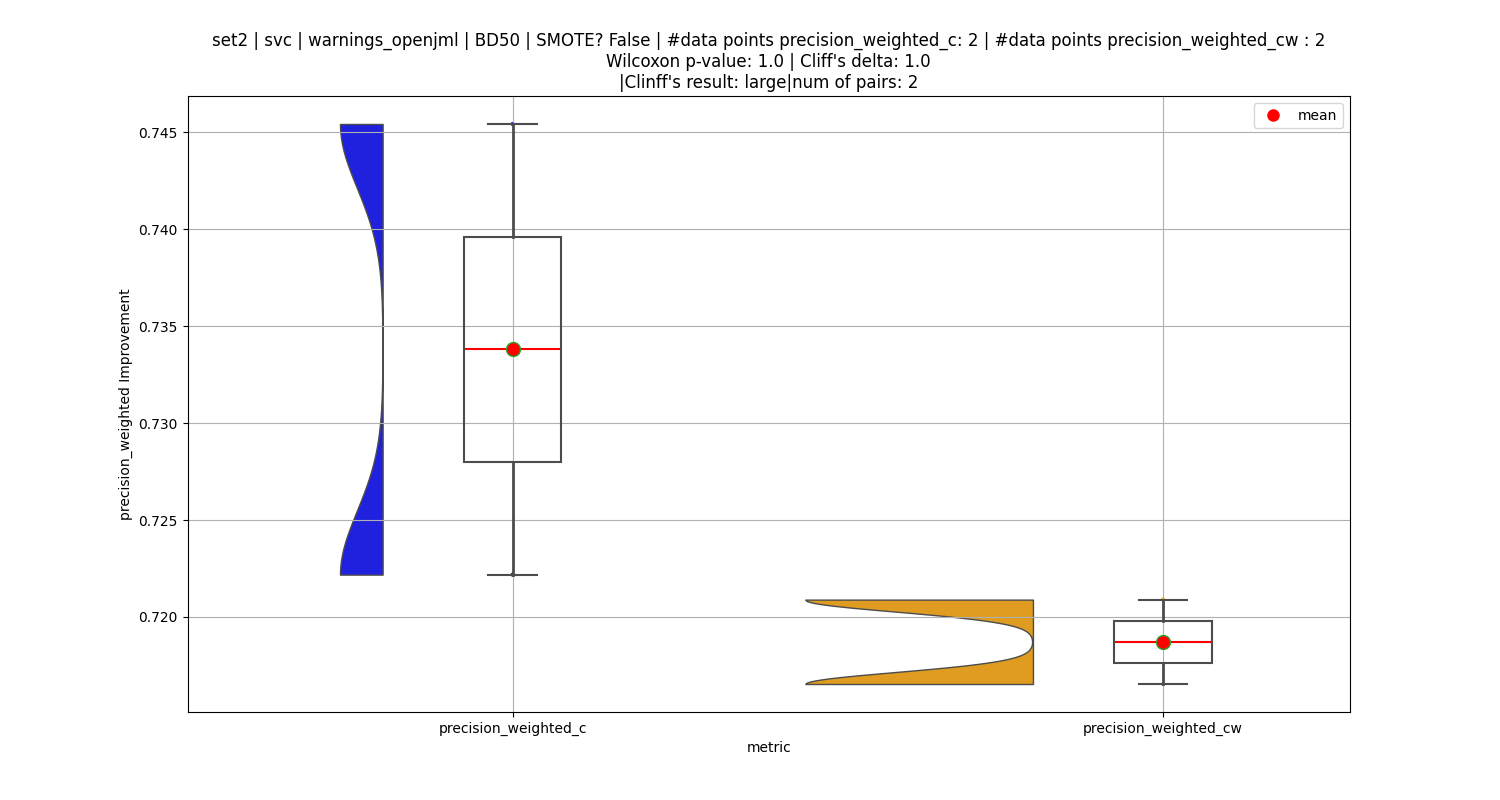 set2 | svc | warnings_openjml | BD50 | SMOTE? False | #data points precision_weighted_c: 2 | #data points precision_weighted_cw : 2
Wilcoxon p-value: 1.0 | Cliff's delta: 1.0
|Clinff's result: large|num of pairs: 2
mean
0.745
0.740
0.735
0.730
0.725
0.720
precision_weighted Improvement
precision_weighted_c
precision_weighted_cw
metric